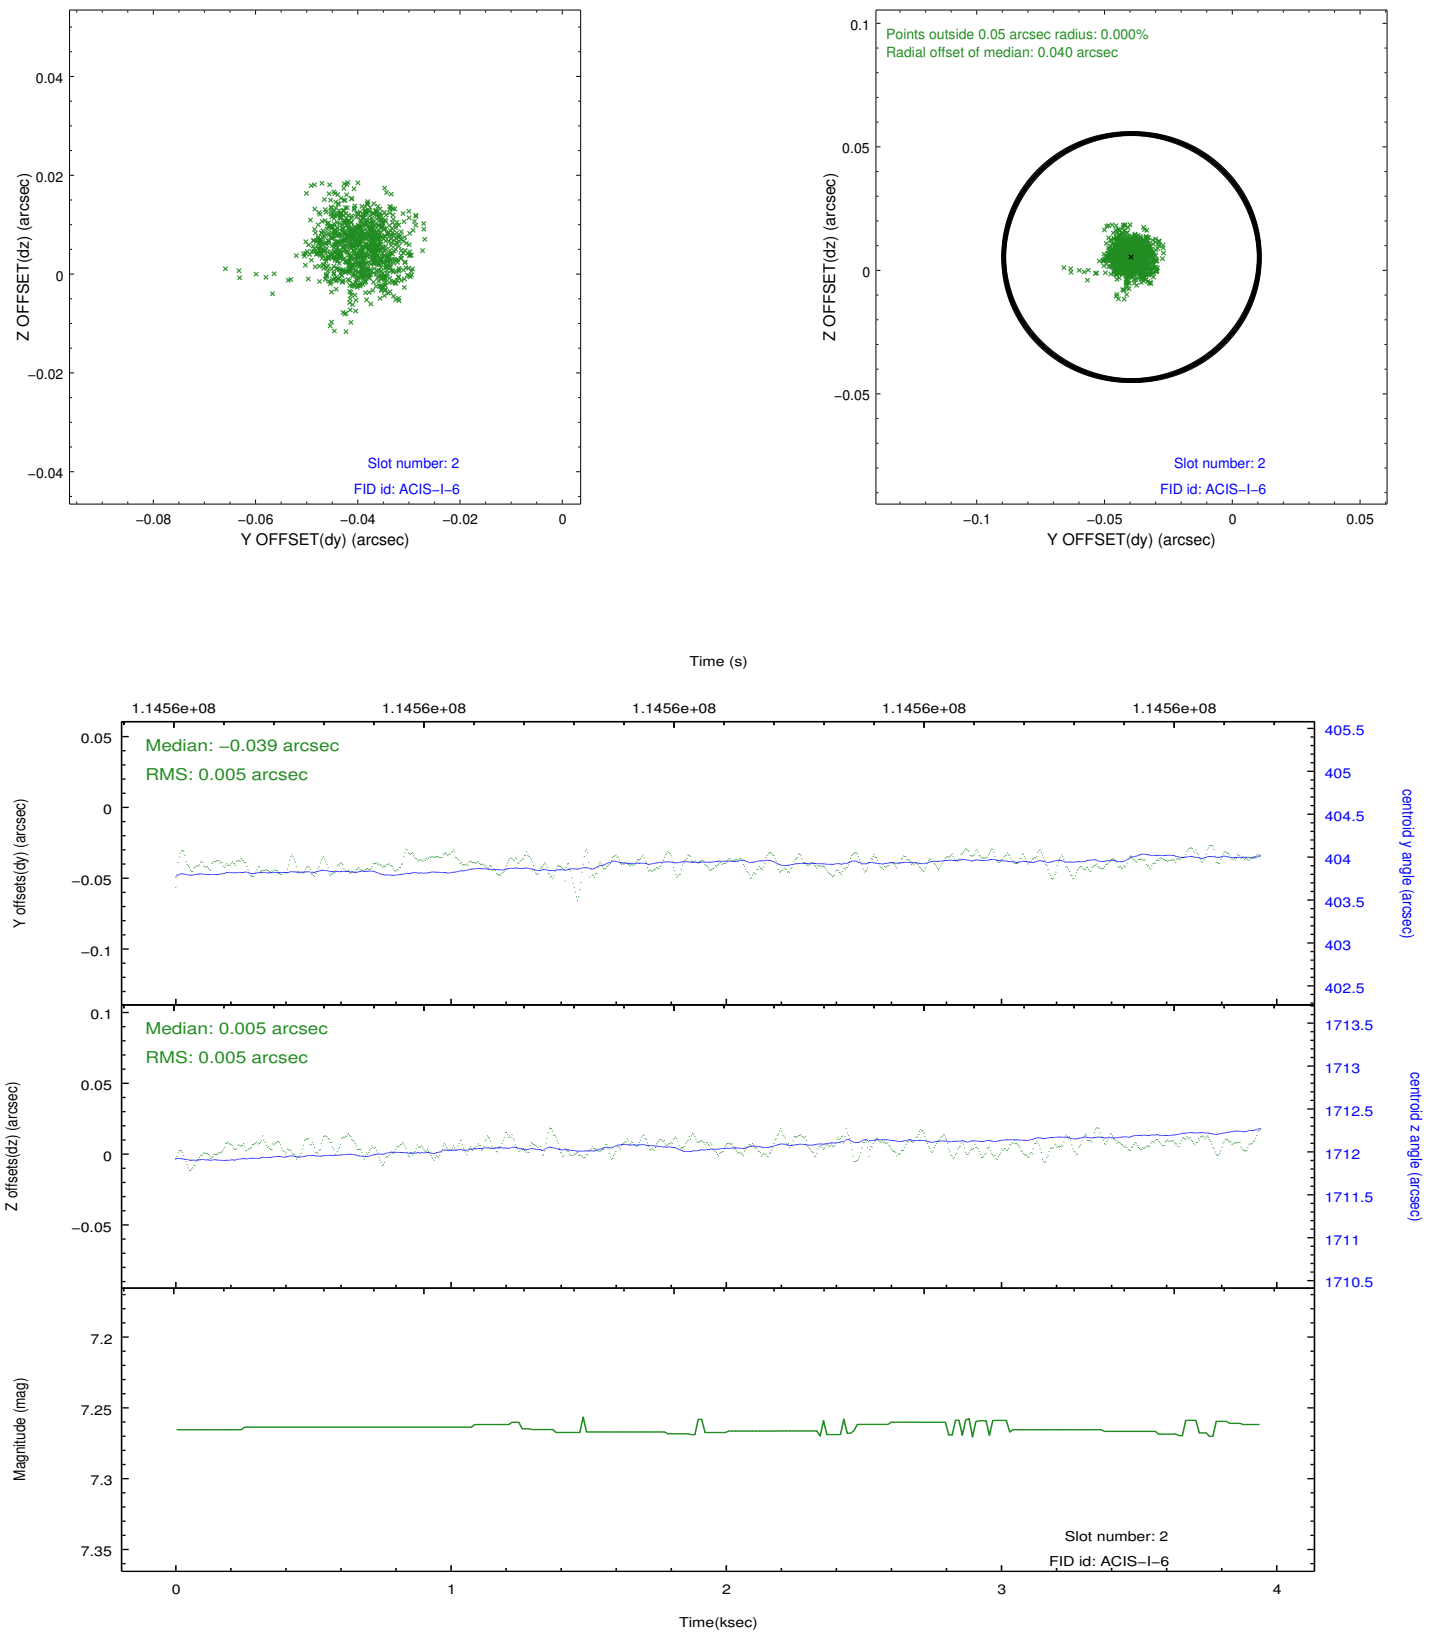 0.04
0.02
0
−0.02
−0.04
Z OFFSET(dz) (arcsec)
Slot number: 2
FID id: ACIS−I−6
−0.08
−0.06
−0.04
−0.02
0
Y OFFSET(dy) (arcsec)
Points outside 0.05 arcsec radius: 0.000%
Radial offset of median: 0.040 arcsec
0.1
0.05
0
−0.05
Z OFFSET(dz) (arcsec)
Slot number: 2
FID id: ACIS−I−6
−0.1
−0.05
0
0.05
Y OFFSET(dy) (arcsec)
Time (s)
1.1456e+08
1.1456e+08
1.1456e+08
1.1456e+08
1.1456e+08
Median: −0.039 arcsec
RMS: 0.005 arcsec
0.05
0
−0.05
−0.1
Y offsets(dy) (arcsec)
405.5
405
404.5
404
403.5
403
402.5
centroid y angle (arcsec)
Median: 0.005 arcsec
RMS: 0.005 arcsec
0.1
0.05
0
−0.05
Z offsets(dz) (arcsec)
1713.5
1713
1712.5
1712
1711.5
1711
1710.5
centroid z angle (arcsec)
7.2
7.25
7.3
7.35
Magnitude (mag)
Slot number: 2
FID id: ACIS−I−6
0
1
2
3
4
Time(ksec)